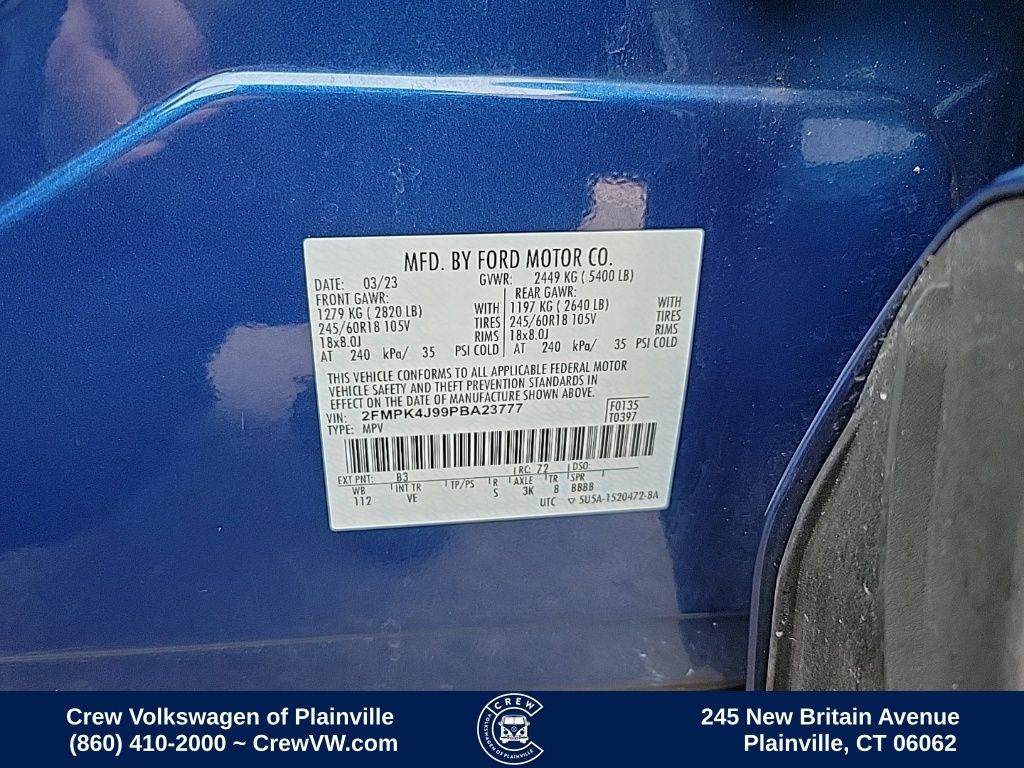 MFD. BY FORD MOTOR CO.
DATE: 03/23 GVWR: 2449 KG ( 5400 LB)
FRONT GAWR: REAR GAWR:
1279 KG ( 2820 LB) WITH 1197 KG ( 2640 LB) WITH
245/60R18 105V TIRES 245/60R18 105V TIRES
18x8.0J RIMS 18x8.0J RIMS
AT 240 kPa/ 35 PSI COLD AT 240 kPa/ 35 PSI COLD
THIS VEHICLE CONFORMS TO ALL APPLICABLE FEDERAL MOTOR
VEHICLE SAFETY AND THEFT PREVENTION STANDARDS IN
EFFECT ON THE DATE OF MANUFACTURE SHOWN ABOVE.
VIN: 2FMPK4J99PBA23777 F0135
TYPE: MPV T0397
EXT PNT: B3 RC: 72 DSO:
WB INT TR TP/PS R AXLE TR SPR
112 VE S 3K 8 BBBB
UTC ▽ 5U5A-1520472-BA
Crew Volkswagen of Plainville
(860) 410-2000 ~ CrewVW.com
CREW
VOLKSWAGEN OF PLAINVILLE
245 New Britain Avenue
Plainville, CT 06062